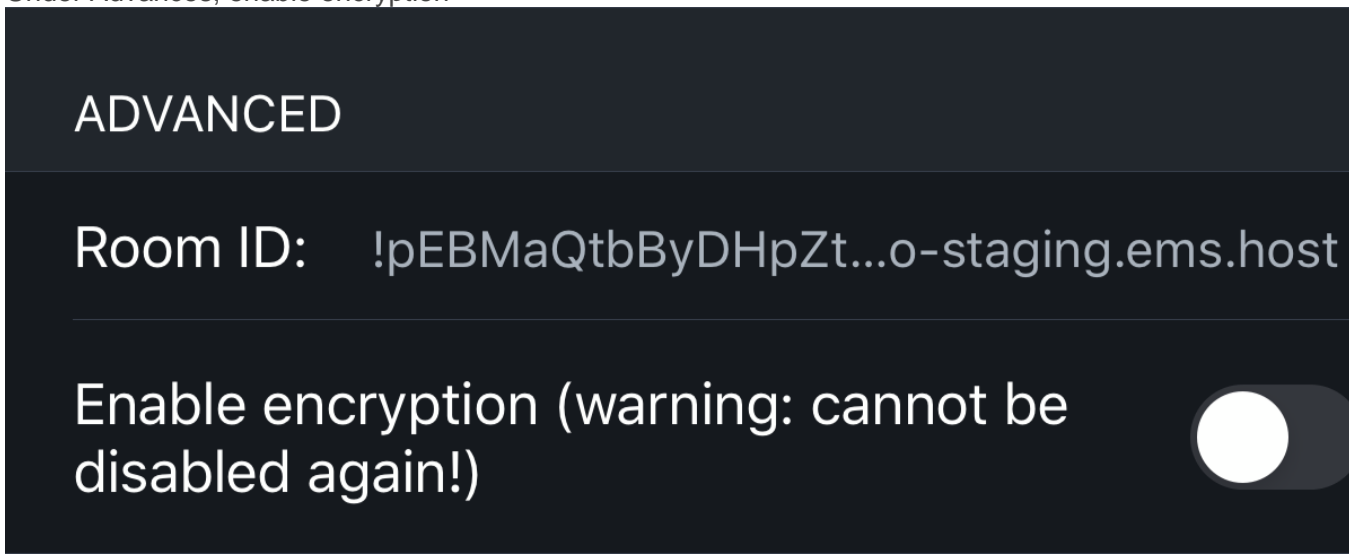 ADVANCED
Room ID: !pEBMaQtbByDHpZt...o-staging.ems.host
Enable encryption (warning: cannot be
disabled again!)